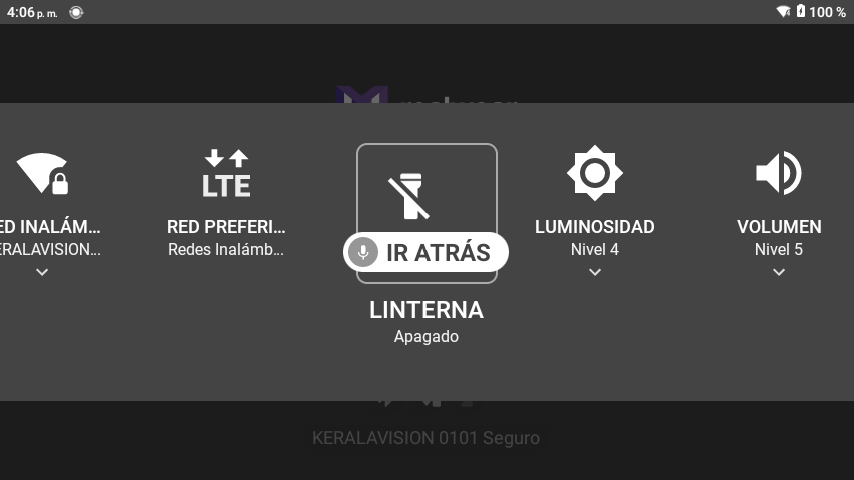 4:06 p. m.
100 %
ED INALÁM...
ERALAVISION...
LTE
RED PREFERI...
Redes Inalámb...
IR ATRÁS
LINTERNA
Apagado
LUMINOSIDAD
Nivel 4
VOLUMEN
Nivel 5
KERALAVISION 0101 Seguro